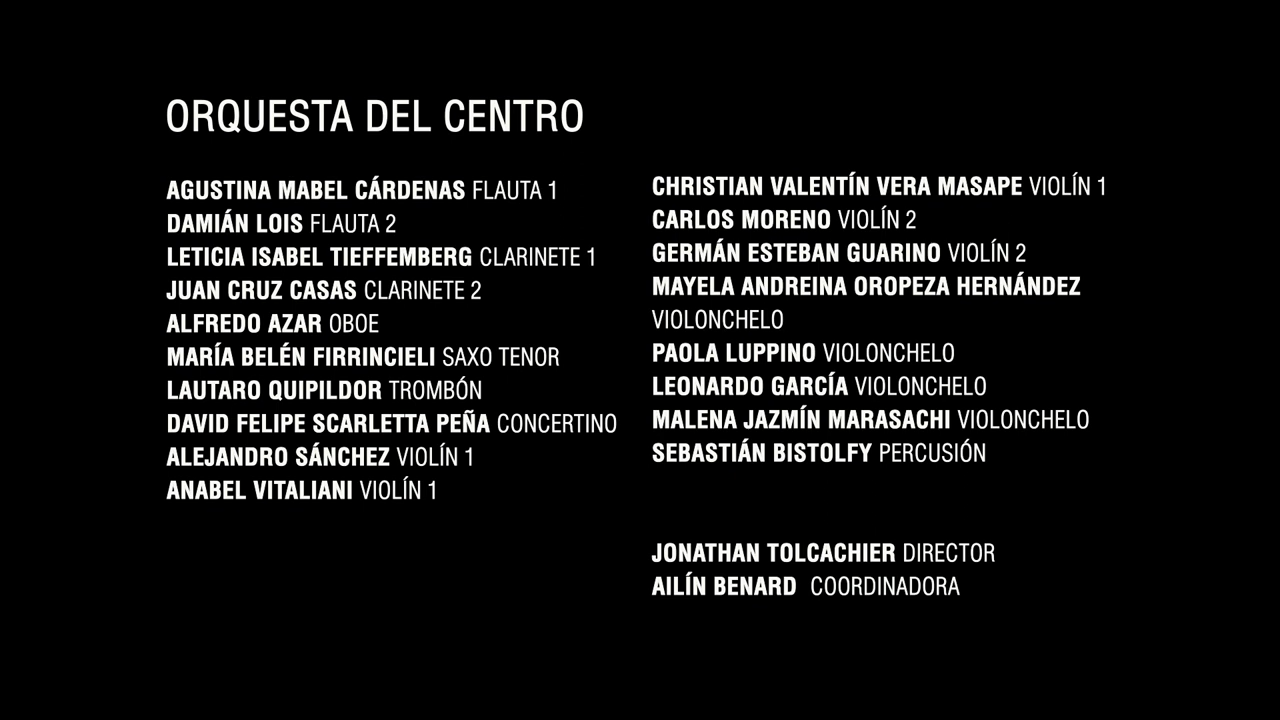 ORQUESTA DEL CENTRO
AGUSTINA MABEL CÁRDENAS FLAUTA 1
DAMIÁN LOIS FLAUTA 2
LETICIA ISABEL TIEFFEMBERG CLARINETE 1
JUAN CRUZ CASAS CLARINETE 2
ALFREDO AZAR OBOE
MARÍA BELÉN FIRRINCIELI SAXO TENOR
LAUTARO QUIPILDOR TROMBÓN
DAVID FELIPE SCARLETTA PEÑA CONCERTINO
ALEJANDRO SÁNCHEZ VIOLÍN 1
ANABEL VITALIANI VIOLÍN 1
CHRISTIAN VALENTÍN VERA MASAPE VIOLÍN 1
CARLOS MORENO VIOLÍN 2
GERMÁN ESTEBAN GUARINO VIOLÍN 2
MAYELA ANDREINA OROPEZA HERNÁNDEZ
VIOLONCHELO
PAOLA LUPPINO VIOLONCHELO
LEONARDO GARCÍA VIOLONCHELO
MALENA JAZMÍN MARASACHI VIOLONCHELO
SEBASTIÁN BISTOLFY PERCUSIÓN
JONATHAN TOLCACHIER DIRECTOR
AILÍN BENARD COORDINADORA